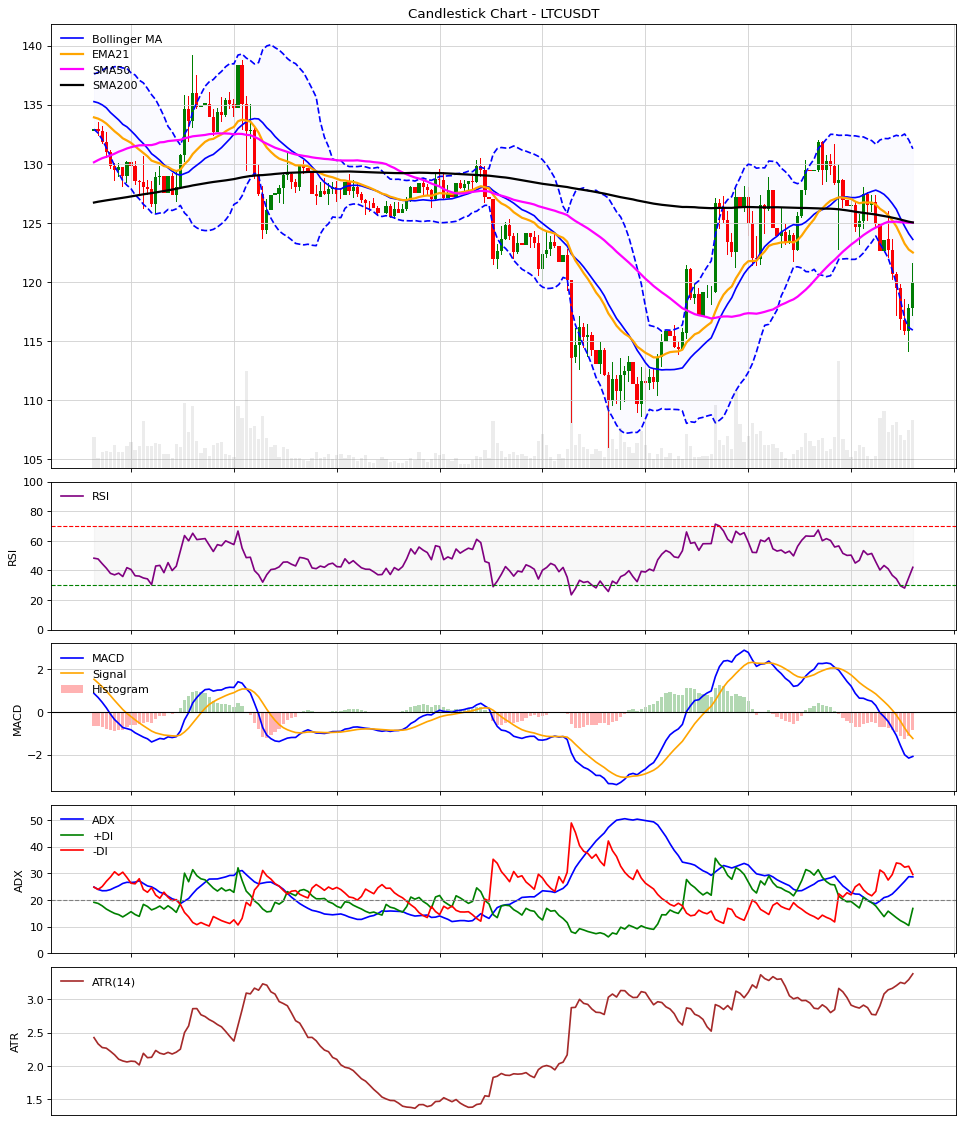 Candlestick Chart - LTCUSDT
140
135
130
125
120
115
110
105
Bollinger MA
EMA21
SMA50
SMA200
100
80
60
40
20
0
RSI
RSI
2
0
−2
MACD
MACD
Signal
Histogram
50
40
30
20
10
0
ADX
ADX
+DI
-DI
3.0
2.5
2.0
1.5
ATR
ATR(14)